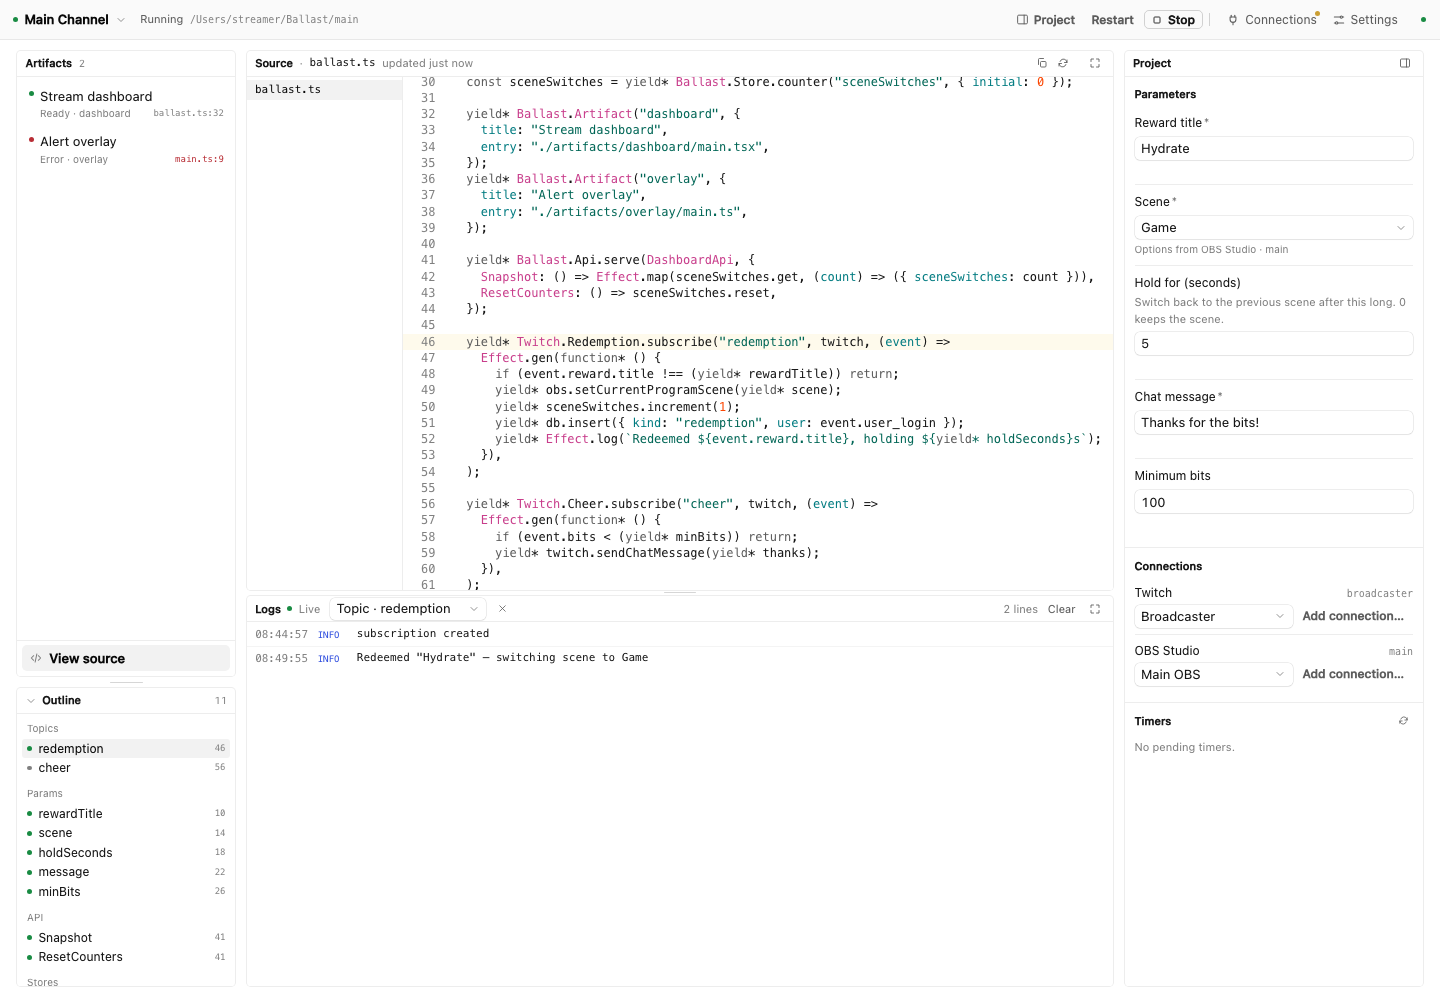 Main Channel Running /Users/streamer/Ballast/main Project Restart Stop Connections Settings
Artifacts 2
Stream dashboard
Ready · dashboard ballast.ts:32
Alert overlay
Error · overlay main.ts:9
View source
Outline 11
Topics
redemption 46
cheer 56
Params
rewardTitle 10
scene 14
holdSeconds 18
message 22
minBits 26
API
Snapshot 41
ResetCounters 41
Stores
Source · ballast.ts updated just now
ballast.ts
30 const sceneSwitches = yield* Ballast.Store.counter("sceneSwitches", { initial: 0 });
31
32 yield* Ballast.Artifact("dashboard", {
33 title: "Stream dashboard",
34 entry: "./artifacts/dashboard/main.tsx",
35 });
36 yield* Ballast.Artifact("overlay", {
37 title: "Alert overlay",
38 entry: "./artifacts/overlay/main.ts",
39 });
40
41 yield* Ballast.Api.serve(DashboardApi, {
42 Snapshot: () => Effect.map(sceneSwitches.get, (count) => ({ sceneSwitches: count })),
43 ResetCounters: () => sceneSwitches.reset,
44 });
45
46 yield* Twitch.Redemption.subscribe("redemption", twitch, (event) =>
47 Effect.gen(function* () {
48 if (event.reward.title !== (yield* rewardTitle)) return;
49 yield* obs.setCurrentProgramScene(yield* scene);
50 yield* sceneSwitches.increment(1);
51 yield* db.insert({ kind: "redemption", user: event.user_login });
52 yield* Effect.log(`Redeemed ${event.reward.title}, holding ${yield* holdSeconds}s`);
53 }),
54 );
55
56 yield* Twitch.Cheer.subscribe("cheer", twitch, (event) =>
57 Effect.gen(function* () {
58 if (event.bits < (yield* minBits)) return;
59 yield* twitch.sendChatMessage(yield* thanks);
60 }),
61 );
Logs Live Topic · redemption 2 lines Clear
08:44:57 INFO subscription created
08:49:55 INFO Redeemed "Hydrate" — switching scene to Game
Project
Parameters
Reward title*
Hydrate
Scene*
Game
Options from OBS Studio · main
Hold for (seconds)
Switch back to the previous scene after this long. 0
keeps the scene.
5
Chat message*
Thanks for the bits!
Minimum bits
100
Connections
Twitch broadcaster
Broadcaster Add connection...
OBS Studio main
Main OBS Add connection...
Timers
No pending timers.